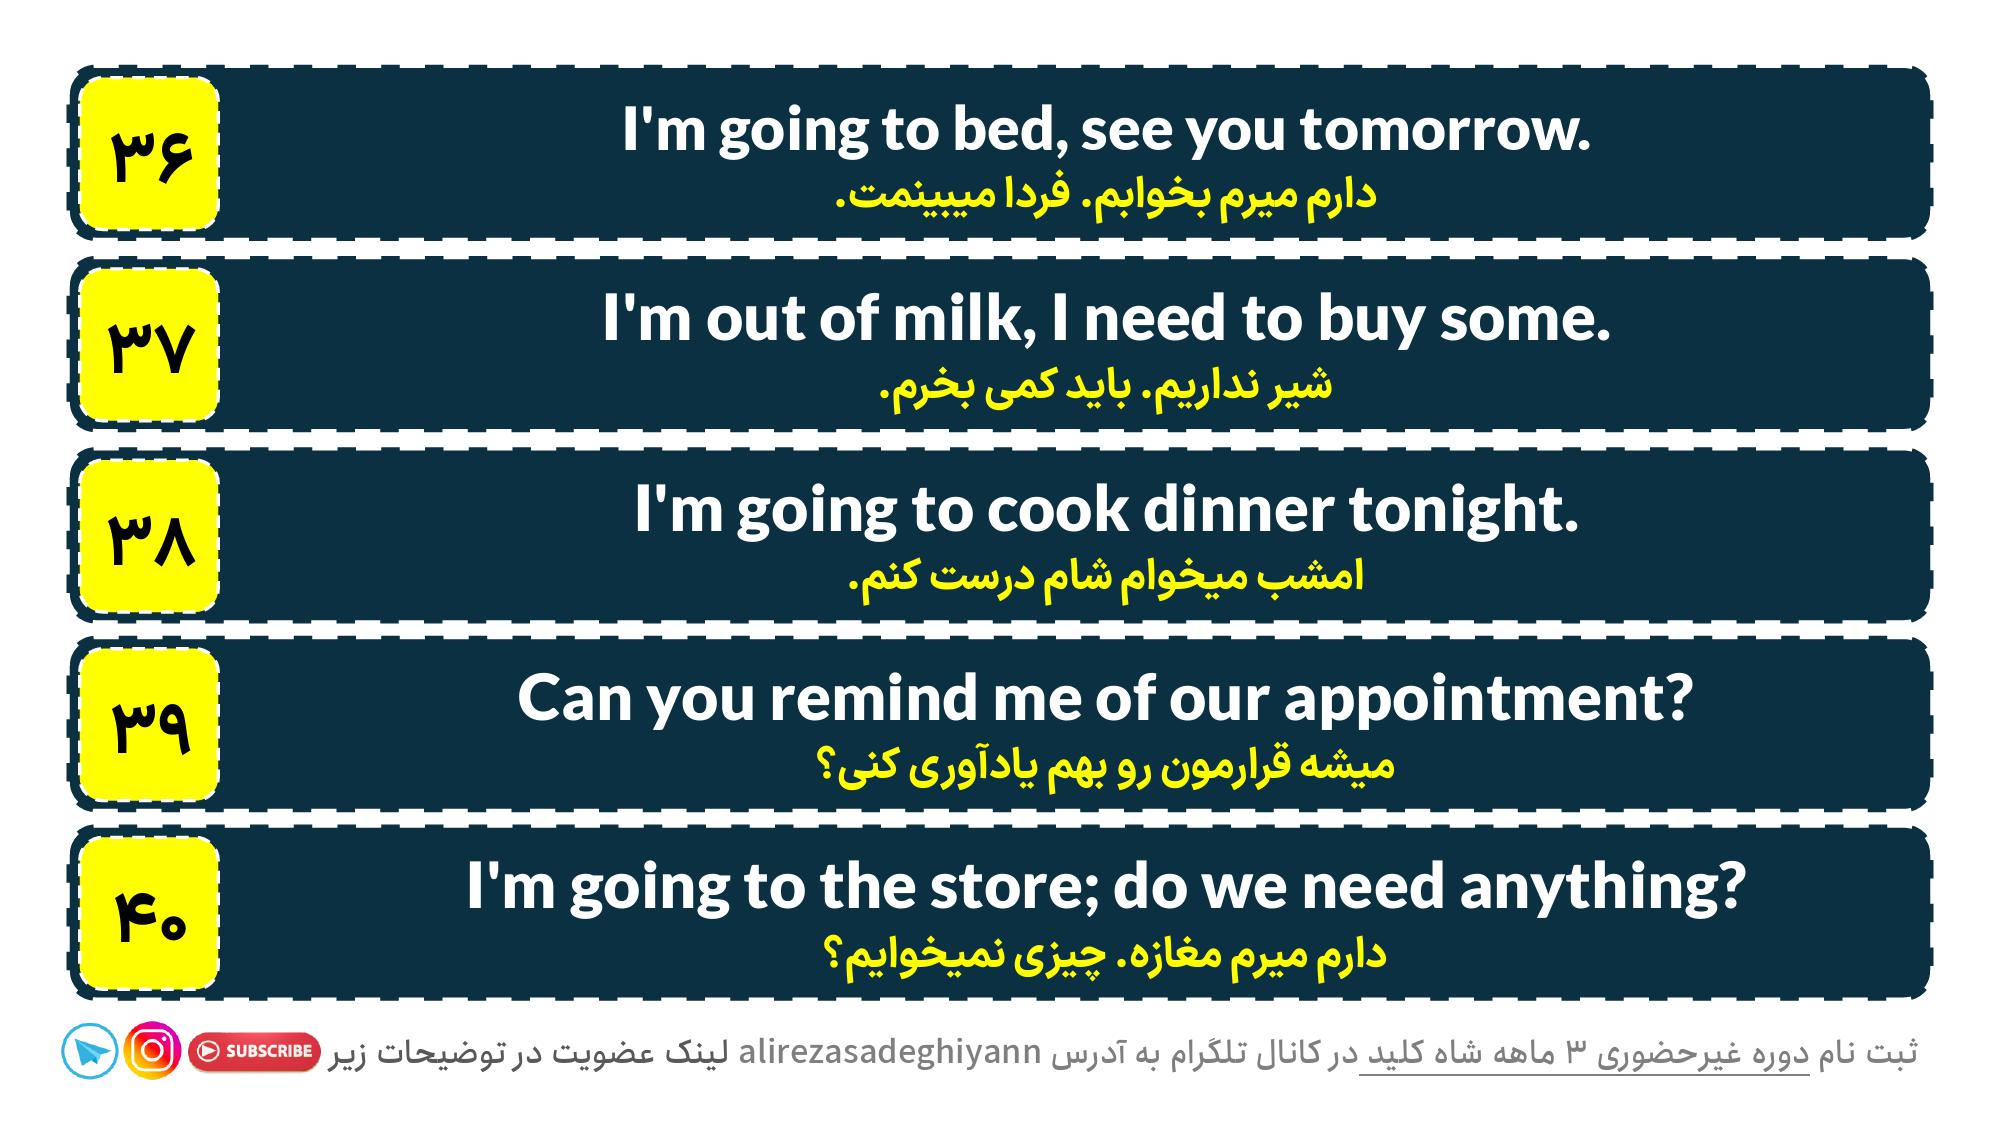 ۳۶
I'm going to bed, see you tomorrow.
دارم میرم بخوابم. فردا میبینمت.
۳۷
I'm out of milk, I need to buy some.
شیر نداریم. باید کمی بخرم.
۳۸
I'm going to cook dinner tonight.
امشب میخوام شام درست کنم.
۳۹
Can you remind me of our appointment?
میشه قرارمون رو بهم یادآوری کنی؟
۴۰
I'm going to the store; do we need anything?
دارم میرم مغازه. چیزی نمیخوایم؟
ثبت نام دوره غیرحضوری ۳ ماهه شاه کلید در کانال تلگرام به آدرس alirezasadeghiyann لینک عضویت در توضیحات زیر
SUBSCRIBE